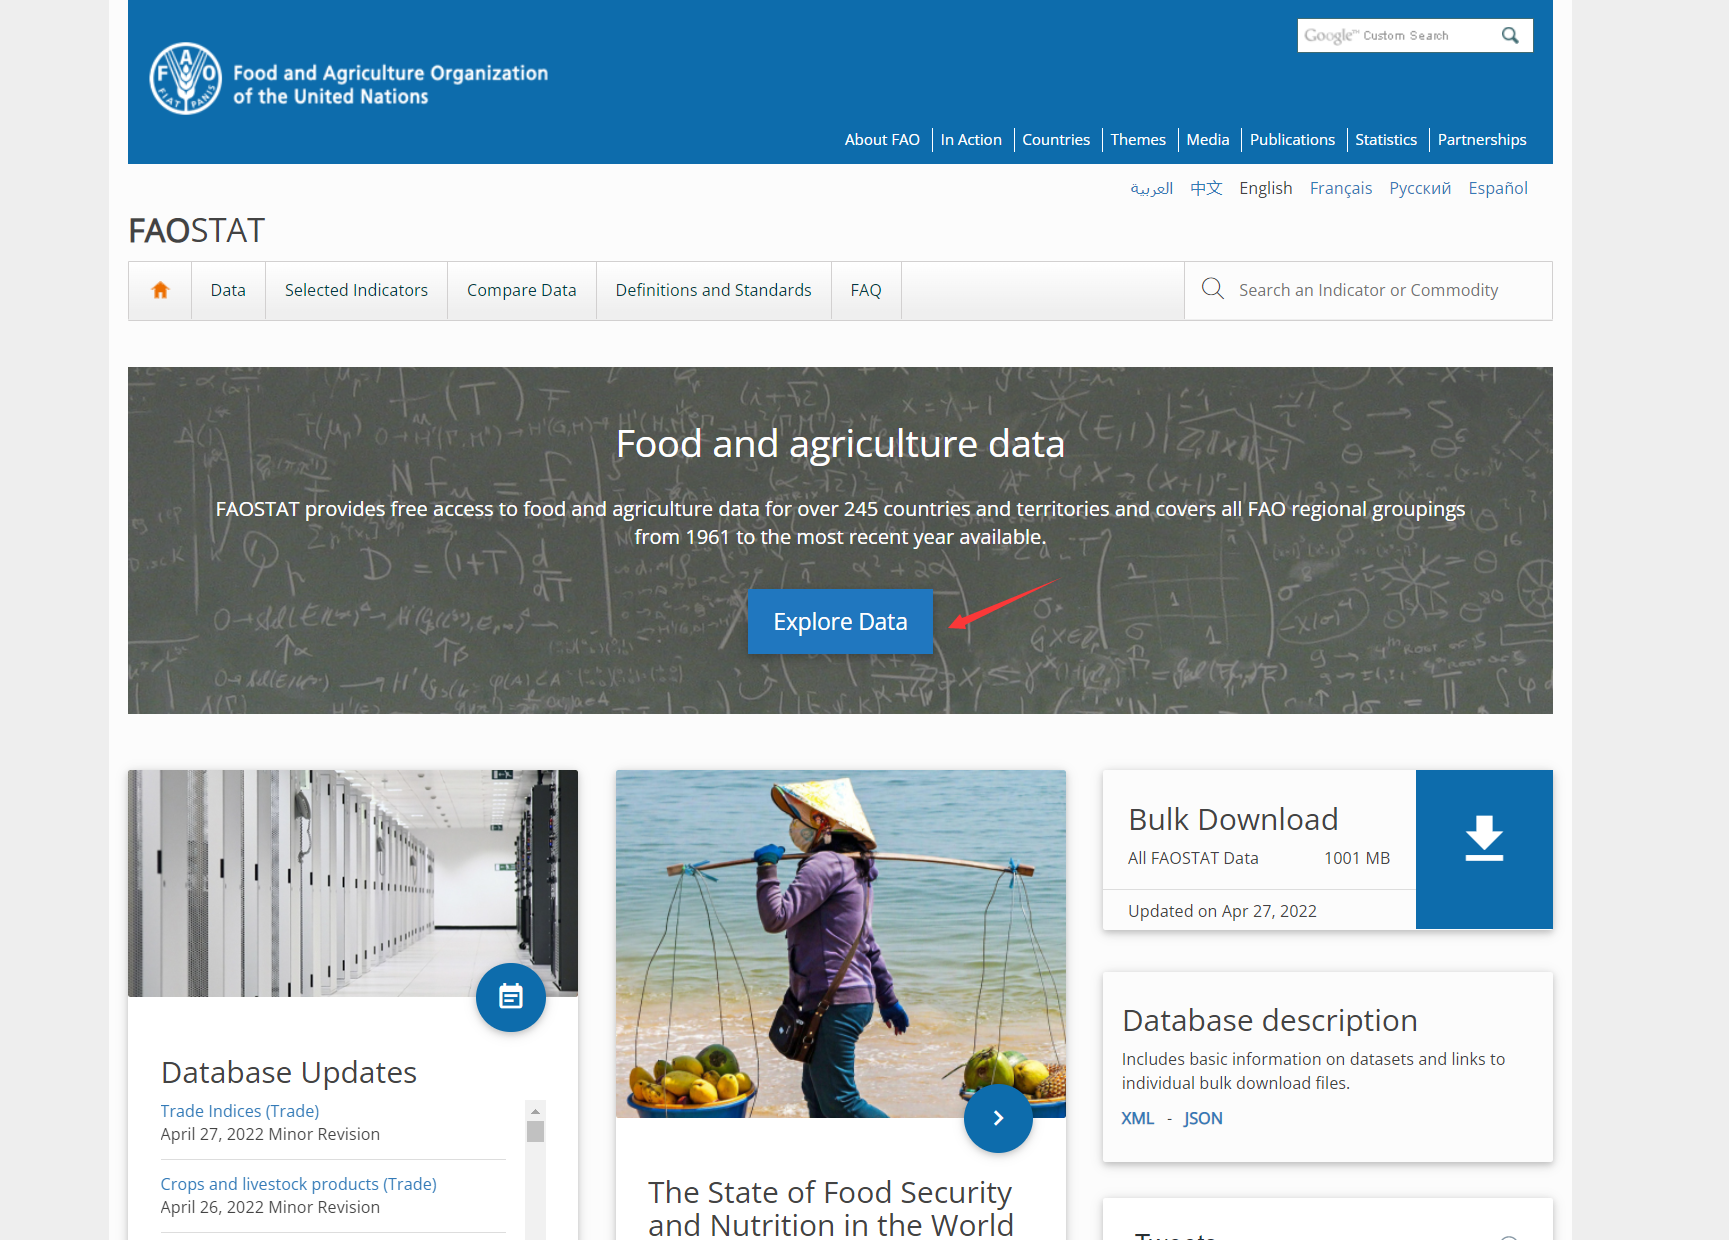 Google™ Custom Search
FAO
FIAT PANIS
Food and Agriculture Organization
of the United Nations
About FAO
In Action
Countries
Themes
Media
Publications
Statistics
Partnerships
العربية
中文
English
Français
Русский
Español
FAOSTAT
Data
Selected Indicators
Compare Data
Definitions and Standards
FAQ
Search an Indicator or Commodity
Food and agriculture data
FAOSTAT provides free access to food and agriculture data for over 245 countries and territories and covers all FAO regional groupings
from 1961 to the most recent year available.
Explore Data
Database Updates
Trade Indices (Trade)
April 27, 2022 Minor Revision
Crops and livestock products (Trade)
April 26, 2022 Minor Revision
The State of Food Security
and Nutrition in the World
Bulk Download
All FAOSTAT Data 1001 MB
Updated on Apr 27, 2022
Database description
Includes basic information on datasets and links to
individual bulk download files.
XML - JSON
Tweets